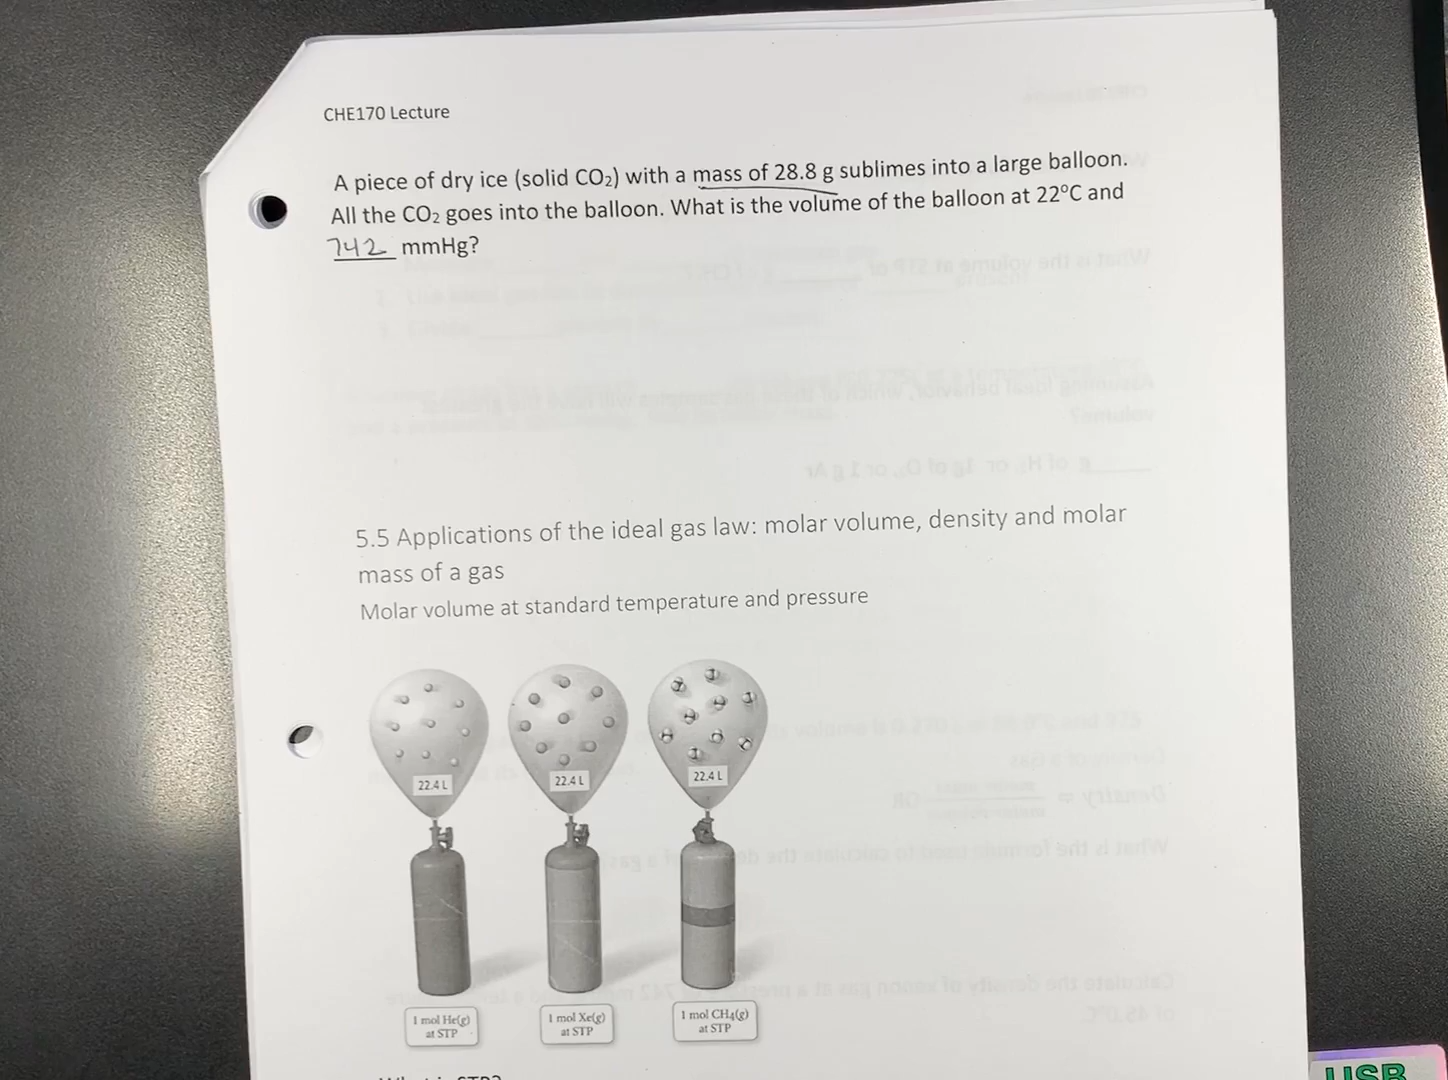 CHE170 Lecture
A piece of dry ice (solid CO₂) with a mass of 28.8 g sublimes into a large balloon.
All the CO₂ goes into the balloon. What is the volume of the balloon at 22°C and
742 mmHg?
5.5 Applications of the ideal gas law: molar volume, density and molar
mass of a gas
Molar volume at standard temperature and pressure
22.4 L
22.4 L
22.4 L
1 mol He(g)
at STP
1 mol Xe(g)
at STP
1 mol CH₄(g)
at STP
USB